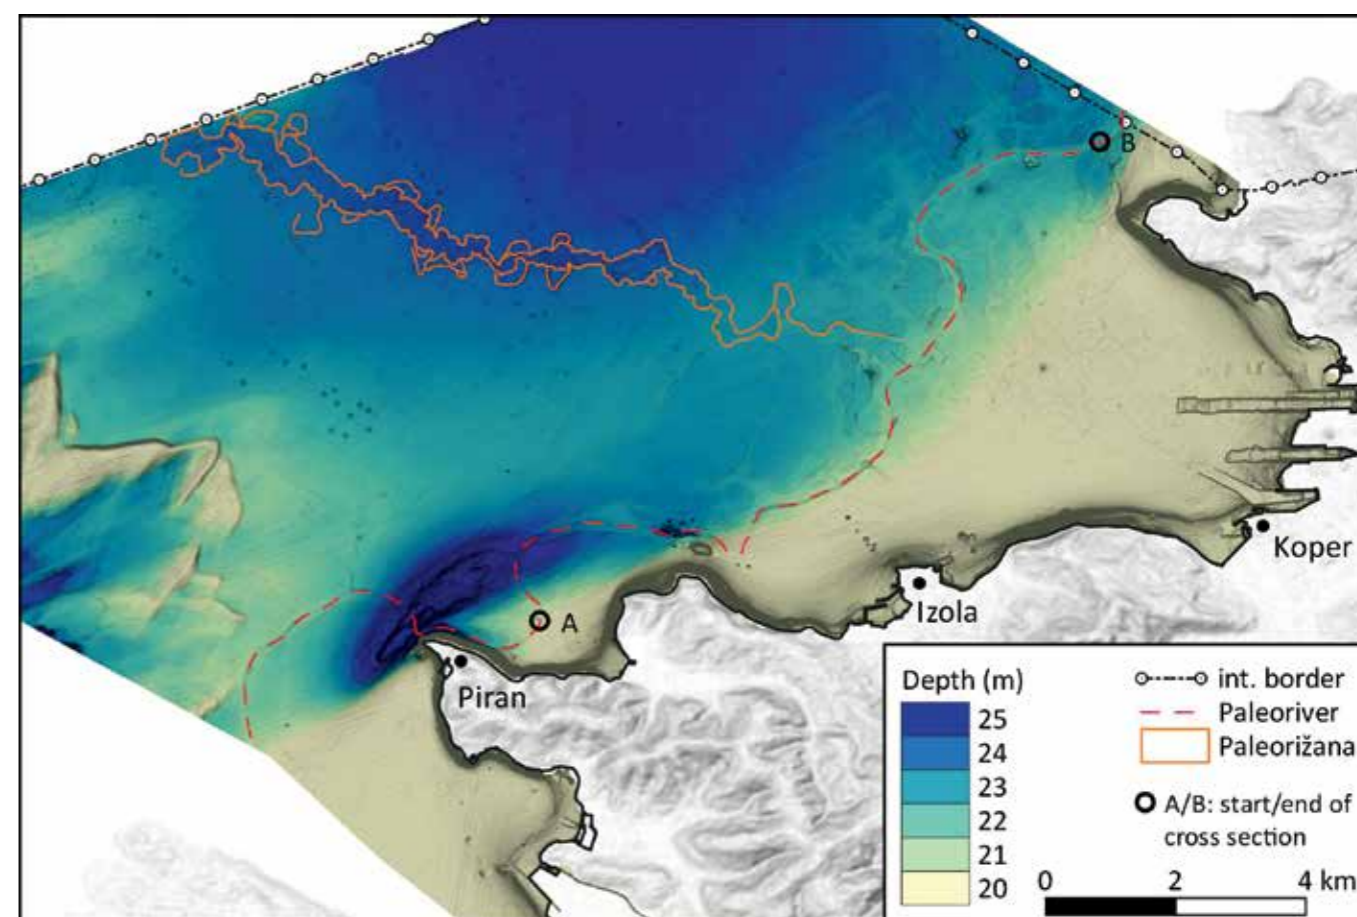 B
Koper
Izola
A
Piran
Depth (m)
25
24
23
22
21
20
int. border
Paleoriver
Paleorižana
A/B: start/end of
cross section
0 2 4 km